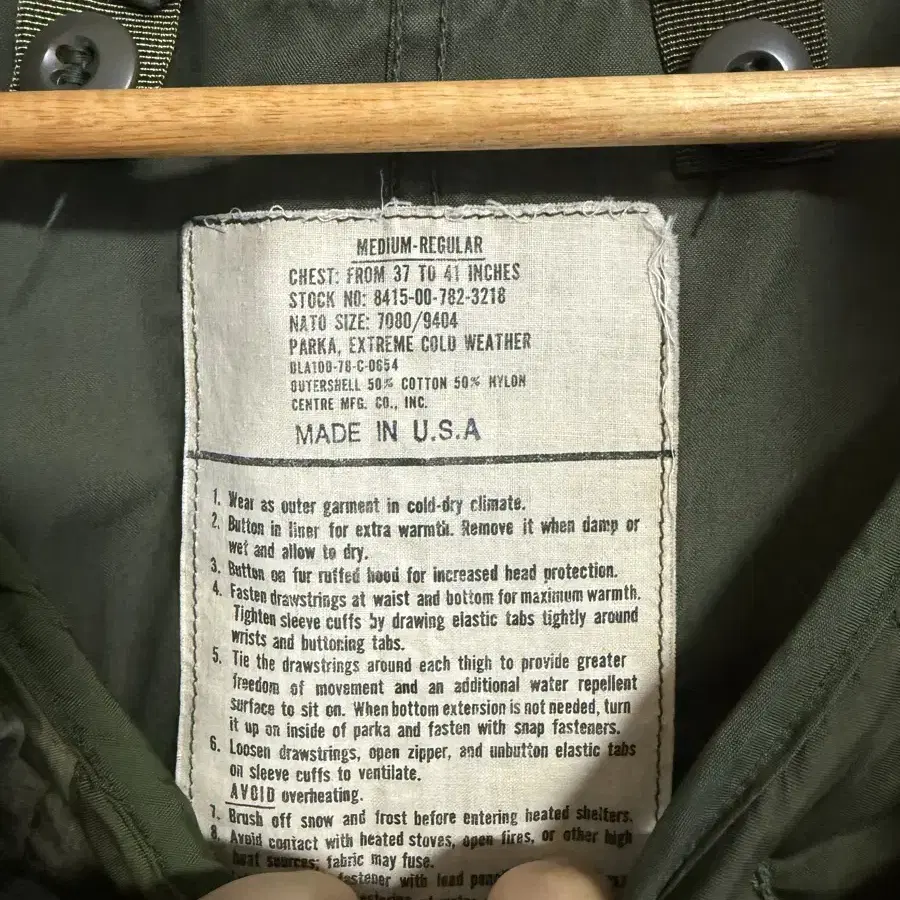 MEDIUM-REGULAR
CHEST: FROM 37 TO 41 INCHES
STOCK NO: 8415-00-782-3218
NATO SIZE: 7080/9404
PARKA, EXTREME COLD WEATHER
DLA100-78-C-0654
OUTERSHELL 50% COTTON 50% NYLON
CENTRE MFG. CO., INC.
MADE IN U.S.A
1. Wear as outer garment in cold-dry climate.
2. Button in liner for extra warmth. Remove it when damp or
wet and allow to dry.
3. Button on fur ruffed hood for increased head protection.
4. Fasten drawstrings at waist and bottom for maximum warmth.
Tighten sleeve cuffs by drawing elastic tabs tightly around
wrists and buttoning tabs.
5. Tie the drawstrings around each thigh to provide greater
freedom of movement and an additional water repellent
surface to sit on. When bottom extension is not needed, turn
it up on inside of parka and fasten with snap fasteners.
6. Loosen drawstrings, open zipper, and unbutton elastic tabs
on sleeve cuffs to ventilate.
AVOID overheating.
7. Brush off snow and frost before entering heated shelters.
8. Avoid contact with heated stoves, open fires, or other high
heat sources; fabric may fuse.
fastener with lead